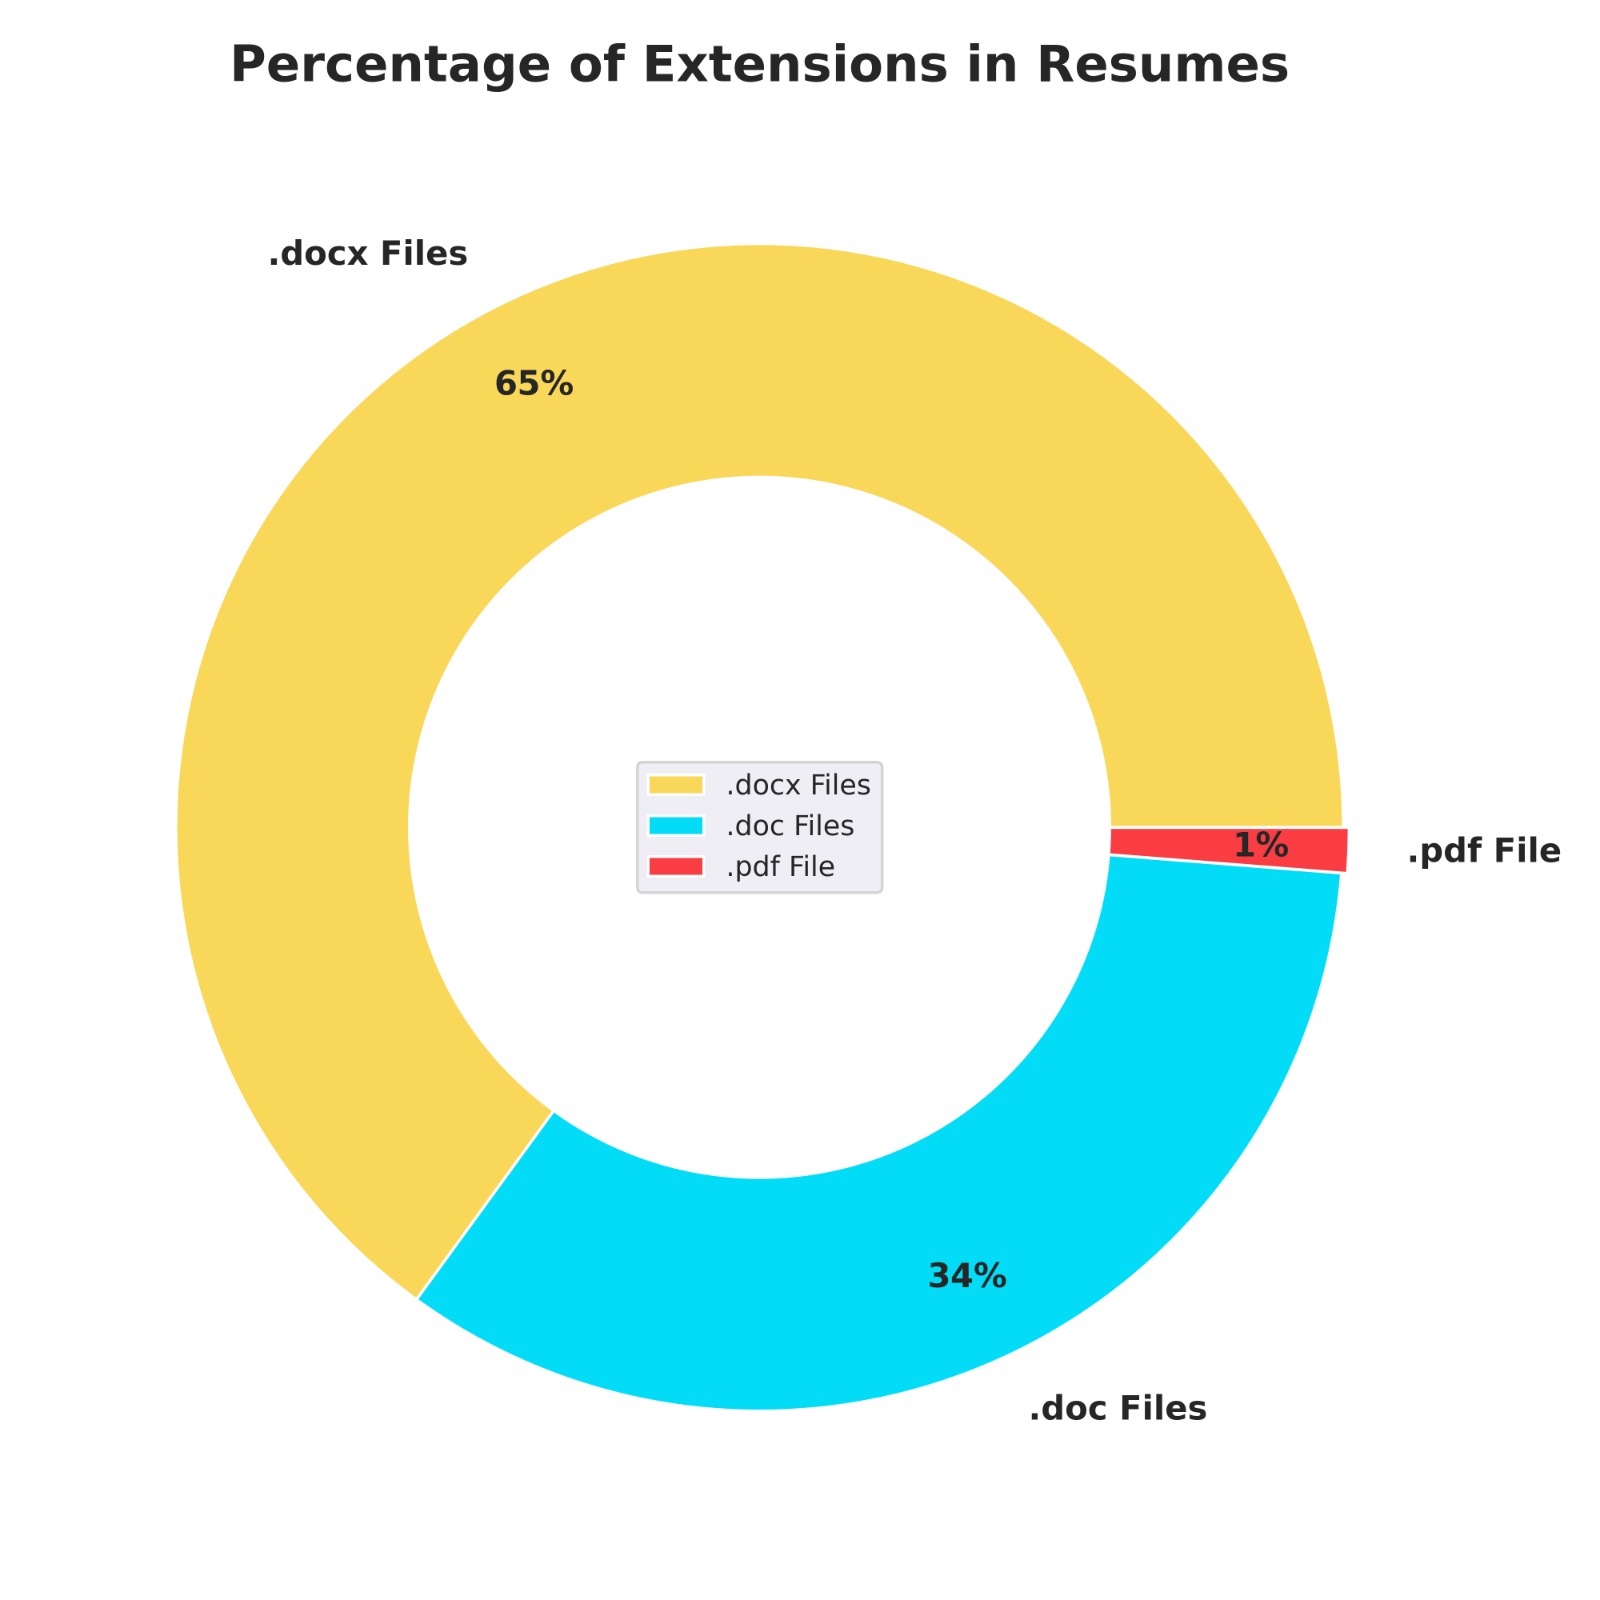 Percentage of Extensions in Resumes
.docx Files
65%
.docx Files
.doc Files
.pdf File
1%
.pdf File
34%
.doc Files